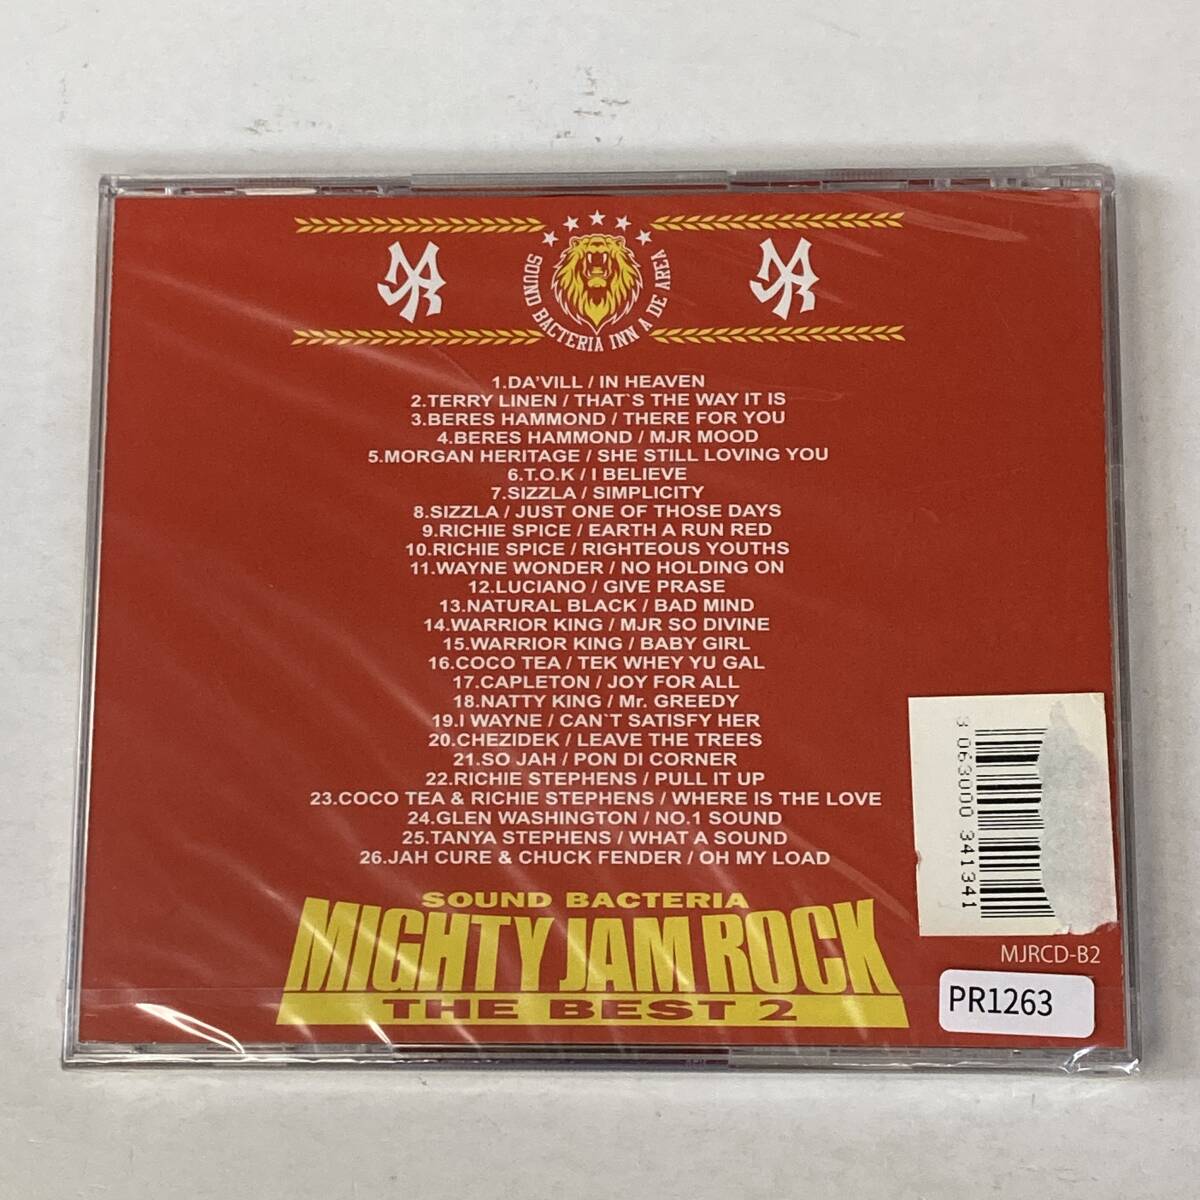 SOUND BACTERIA INN A DE AREA
1.DA'VILL / IN HEAVEN
2.TERRY LINEN / THAT`S THE WAY IT IS
3.BERES HAMMOND / THERE FOR YOU
4.BERES HAMMOND / MJR MOOD
5.MORGAN HERITAGE / SHE STILL LOVING YOU
6.T.O.K / I BELIEVE
7.SIZZLA / SIMPLICITY
8.SIZZLA / JUST ONE OF THOSE DAYS
9.RICHIE SPICE / EARTH A RUN RED
10.RICHIE SPICE / RIGHTEOUS YOUTHS
11.WAYNE WONDER / NO HOLDING ON
12.LUCIANO / GIVE PRASE
13.NATURAL BLACK / BAD MIND
14.WARRIOR KING / MJR SO DIVINE
15.WARRIOR KING / BABY GIRL
16.COCO TEA / TEK WHEY YU GAL
17.CAPLETON / JOY FOR ALL
18.NATTY KING / Mr. GREEDY
19.I WAYNE / CAN`T SATISFY HER
20.CHEZIDEK / LEAVE THE TREES
21.SO JAH / PON DI CORNER
22.RICHIE STEPHENS / PULL IT UP
23.COCO TEA & RICHIE STEPHENS / WHERE IS THE LOVE
24.GLEN WASHINGTON / NO.1 SOUND
25.TANYA STEPHENS / WHAT A SOUND
26.JAH CURE & CHUCK FENDER / OH MY LOAD
SOUND BACTERIA
MIGHTY JAM ROCK
THE BEST 2
3 063000 341341
MJRCD-B2
PR1263